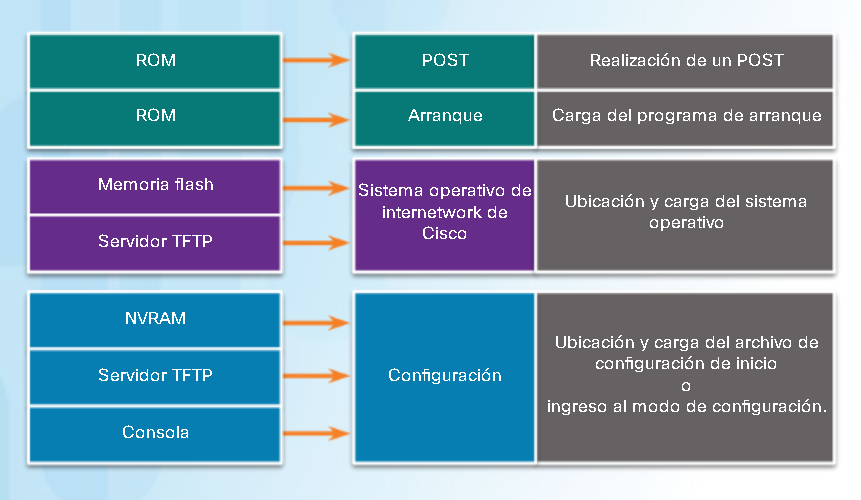 ROM
POST
Realización de un POST
ROM
Arranque
Carga del programa de arranque
Memoria flash
Servidor TFTP
Sistema operativo de
internetwork de
Cisco
Ubicación y carga del sistema
operativo
NVRAM
Servidor TFTP
Consola
Configuración
Ubicación y carga del archivo de
configuración de inicio
o
ingreso al modo de configuración.